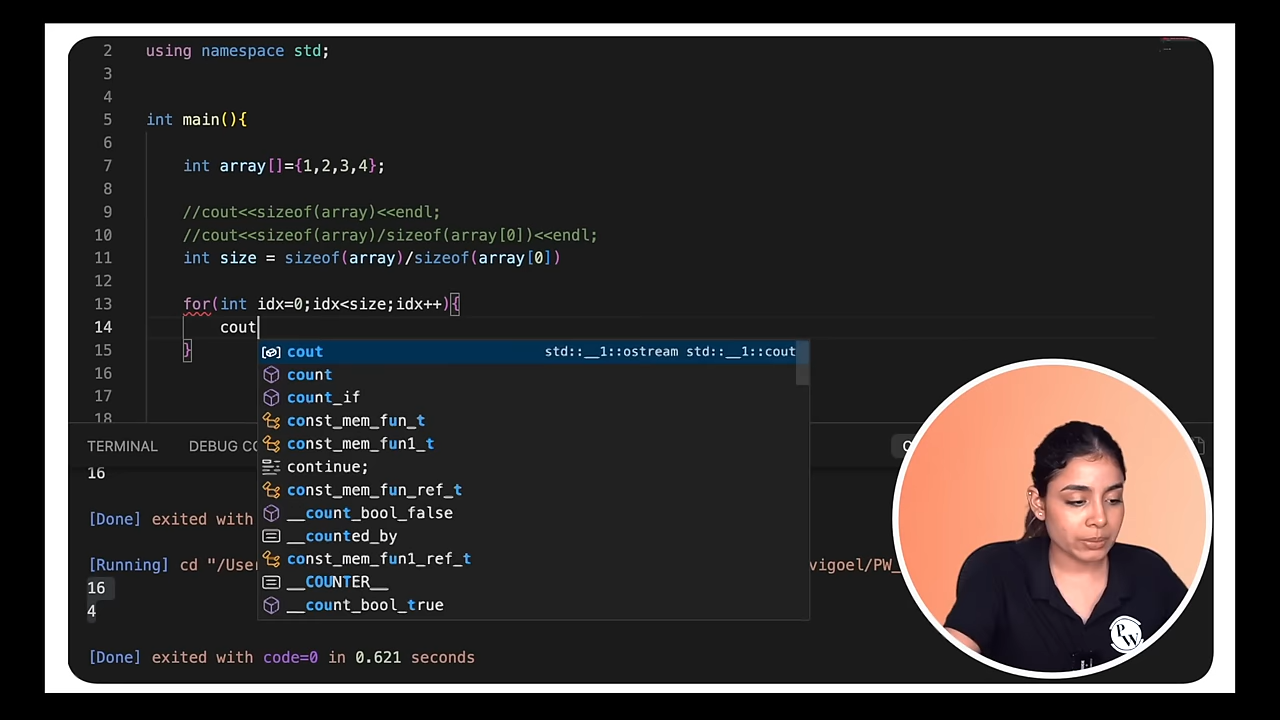 2 using namespace std;
3
4
5 int main(){
6
7 int array[]={1,2,3,4};
8
9 //cout<<sizeof(array)<<endl;
10 //cout<<sizeof(array)/sizeof(array[0])<<endl;
11 int size = sizeof(array)/sizeof(array[0])
12
13 for(int idx=0;idx<size;idx++){
14 cout
15 }
16
17
18
cout std::__1::ostream std::__1::cout
count
count_if
const_mem_fun_t
const_mem_fun1_t
continue;
const_mem_fun_ref_t
__count_bool_false
__counted_by
const_mem_fun1_ref_t
__COUNTER__
__count_bool_true
TERMINAL DEBUG CO
16
[Done] exited with
[Running] cd "/Use vigoel/PW_
16
4
[Done] exited with code=0 in 0.621 seconds
PW